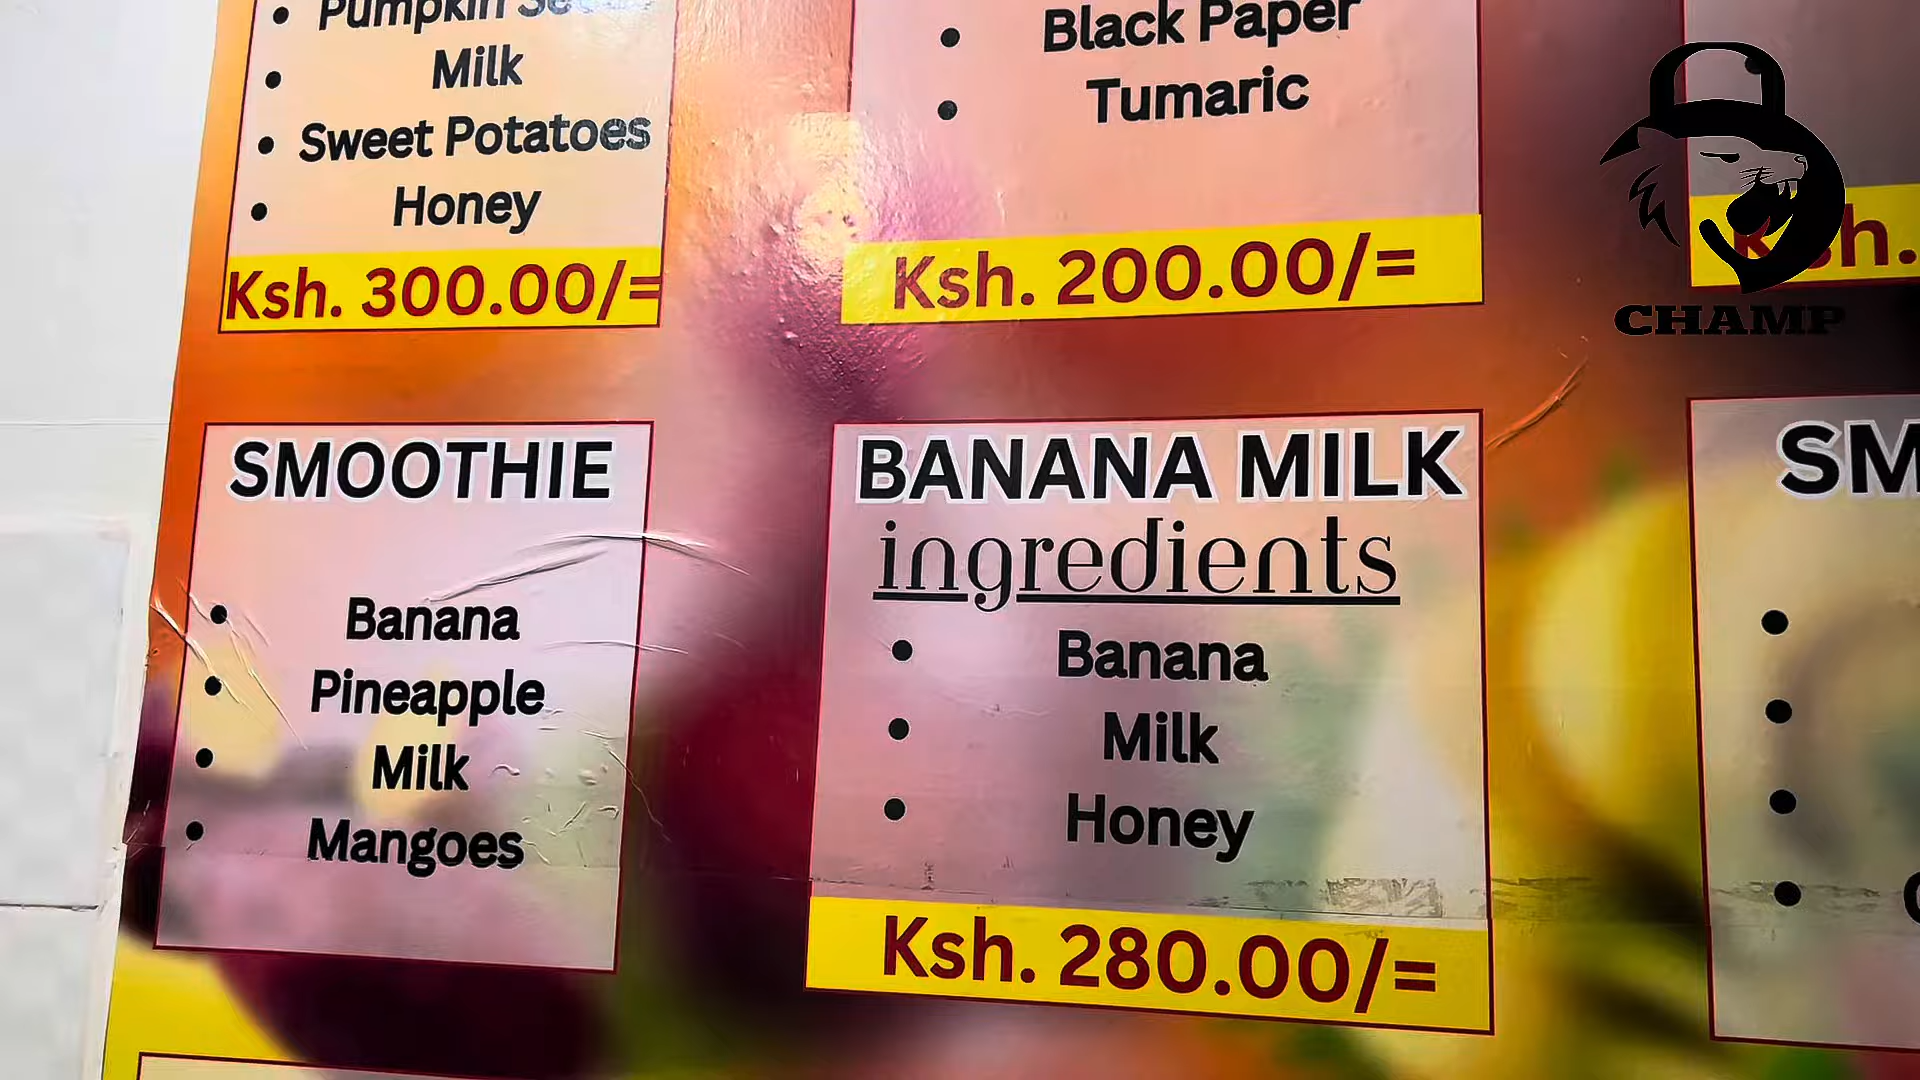 Pumpkin
Milk
Sweet Potatoes
Honey
Ksh. 300.00/=
Black Paper
Tumaric
Ksh. 200.00/=
CHAMP
SMOOTHIE
Banana
Pineapple
Milk
Mangoes
BANANA MILK
ingredients
Banana
Milk
Honey
Ksh. 280.00/=